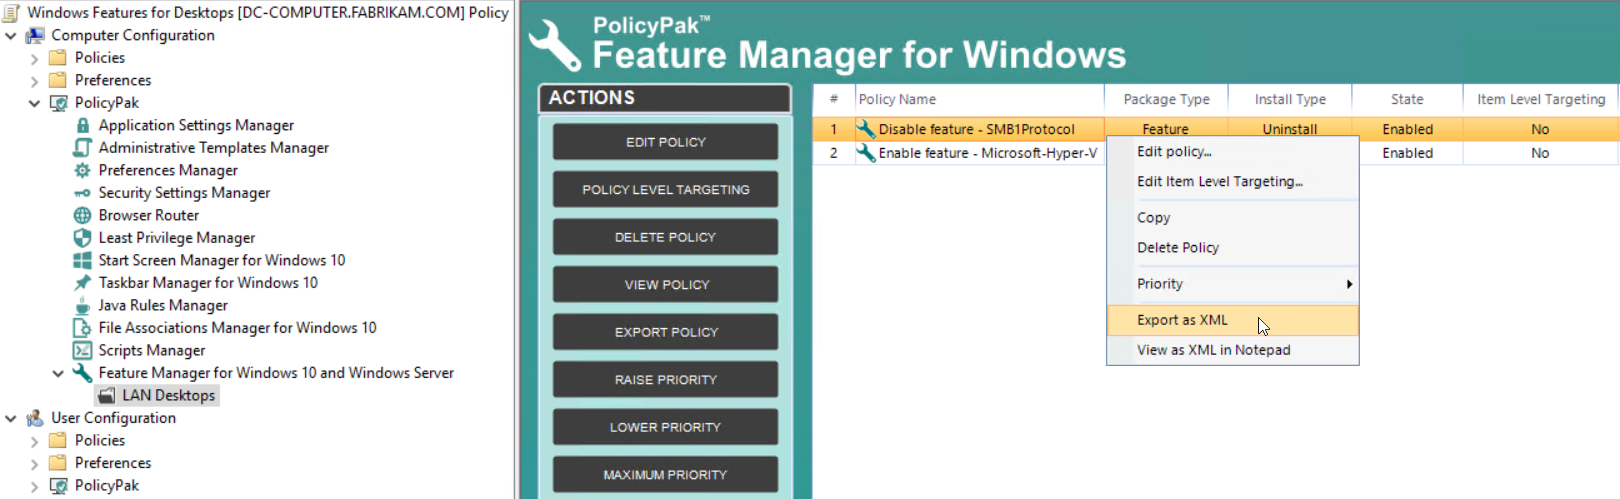 Windows Features for Desktops [DC-COMPUTER.FABRIKAM.COM] Policy
Computer Configuration
Policies
Preferences
PolicyPak
Application Settings Manager
Administrative Templates Manager
Preferences Manager
Security Settings Manager
Browser Router
Least Privilege Manager
Start Screen Manager for Windows 10
Taskbar Manager for Windows 10
Java Rules Manager
File Associations Manager for Windows 10
Scripts Manager
Feature Manager for Windows 10 and Windows Server
LAN Desktops
User Configuration
Policies
Preferences
PolicyPak
PolicyPak™
Feature Manager for Windows
ACTIONS
EDIT POLICY
POLICY LEVEL TARGETING
DELETE POLICY
VIEW POLICY
EXPORT POLICY
RAISE PRIORITY
LOWER PRIORITY
MAXIMUM PRIORITY
# Policy Name Package Type Install Type State Item Level Targeting
1 Disable feature - SMB1Protocol Feature Uninstall Enabled No
2 Enable feature - Microsoft-Hyper-V Enabled No
Edit policy...
Edit Item Level Targeting...
Copy
Delete Policy
Priority
Export as XML
View as XML in Notepad